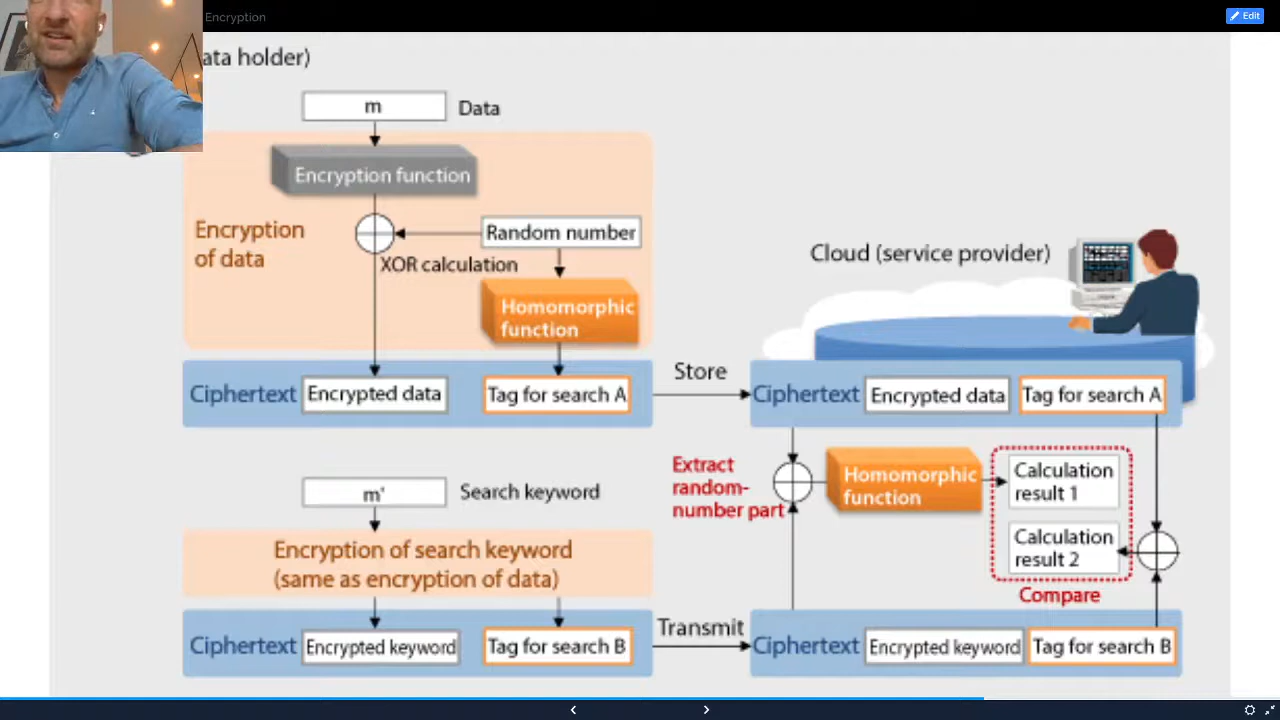 Encryption
Edit
ata holder)
m
Data
Encryption function
Encryption
of data
Random number
XOR calculation
Homomorphic
function
Ciphertext
Encrypted data
Tag for search A
Store
Cloud (service provider)
Ciphertext
Encrypted data
Tag for search A
Extract
random-
number part
Homomorphic
function
Calculation
result 1
Calculation
result 2
Compare
m'
Search keyword
Encryption of search keyword
(same as encryption of data)
Ciphertext
Encrypted keyword
Tag for search B
Transmit
Ciphertext
Encrypted keyword
Tag for search B